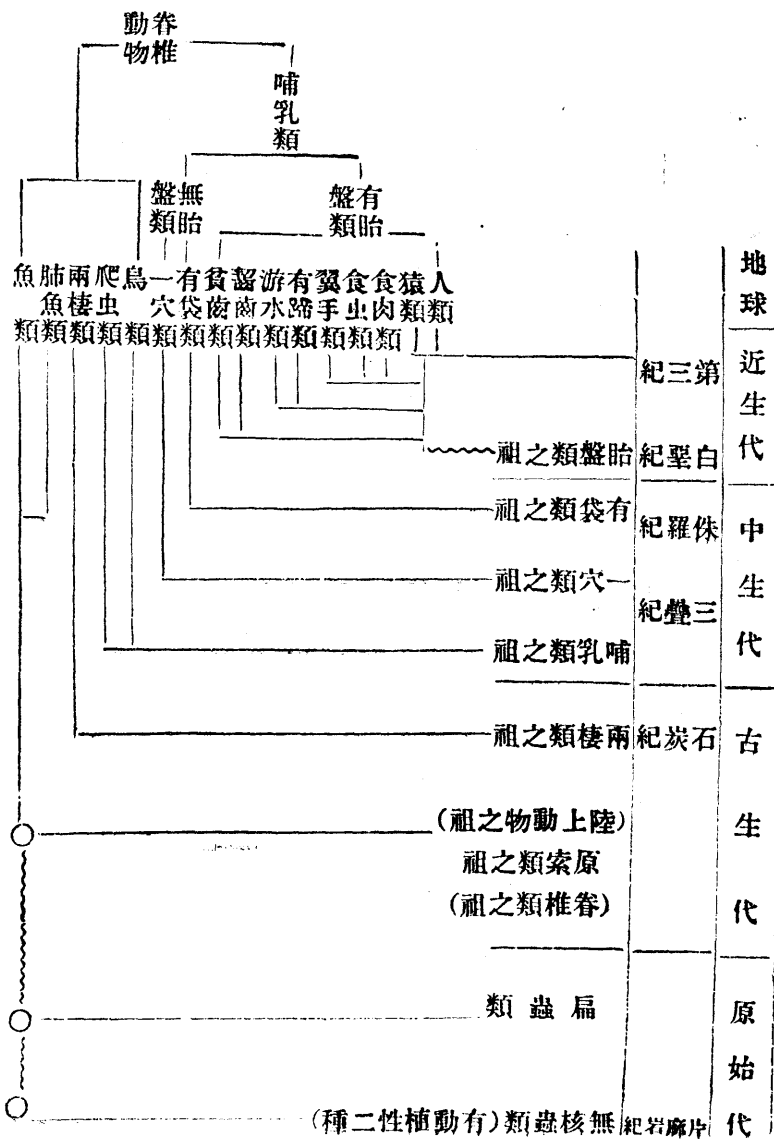 脊椎動物
哺乳類
有胎盤類
無胎盤類
人類
猿類
食肉類
食虫類
翼手類
有蹄類
游水類
齧齒類
貧齒類
有袋類
一穴類
鳥類
爬虫類
兩棲類
肺魚類
魚類
地球
近生代
第三紀
白堊紀
胎盤類之祖
中生代
侏羅紀
有袋類之祖
三疊紀
一穴類之祖
哺乳類之祖
古生代
石炭紀
兩棲類之祖
(陸上動物之祖)
原索類之祖
(脊椎類之祖)
原始代
扁蟲類
片麻岩紀
無核蟲類(有動植性二種)